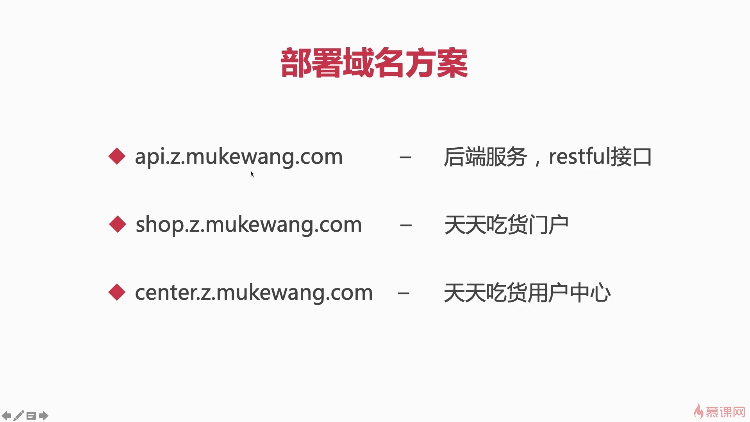 部署域名方案
api.z.mukewang.com – 后端服务，restful接口
shop.z.mukewang.com – 天天吃货门户
center.z.mukewang.com – 天天吃货用户中心
慕课网